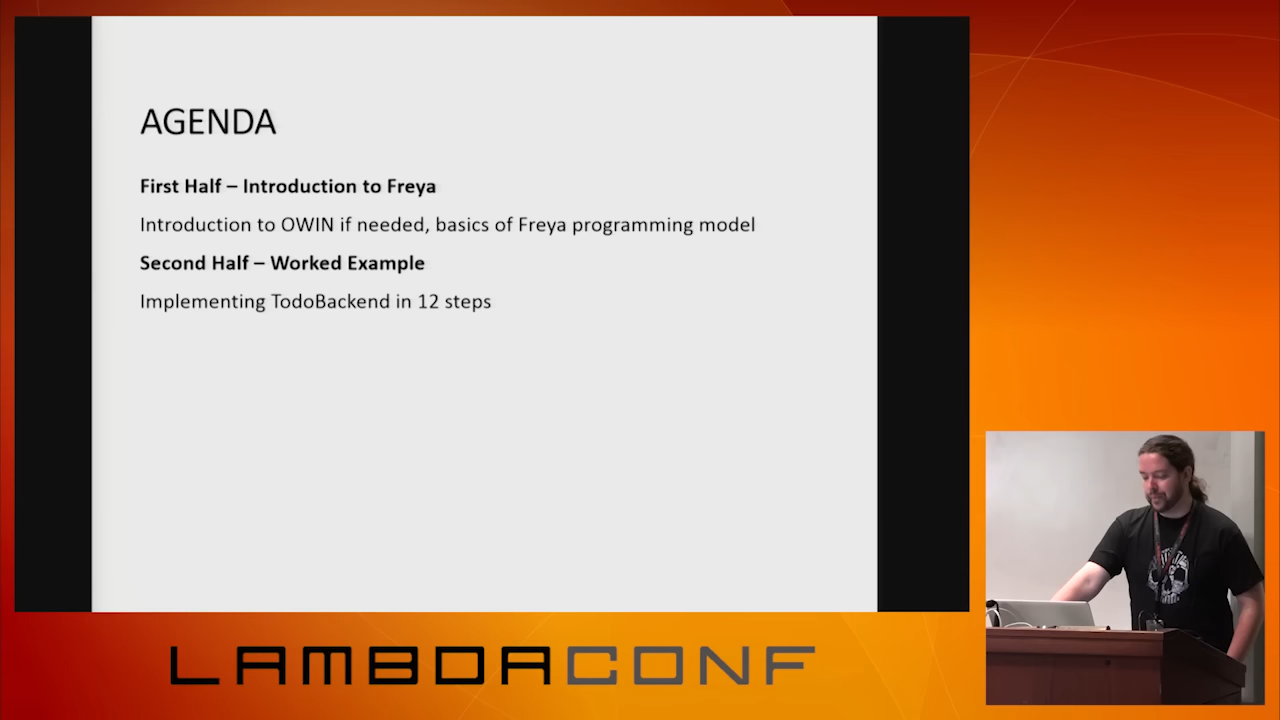 AGENDA
First Half – Introduction to Freya
Introduction to OWIN if needed, basics of Freya programming model
Second Half – Worked Example
Implementing TodoBackend in 12 steps
LAMBDACONF